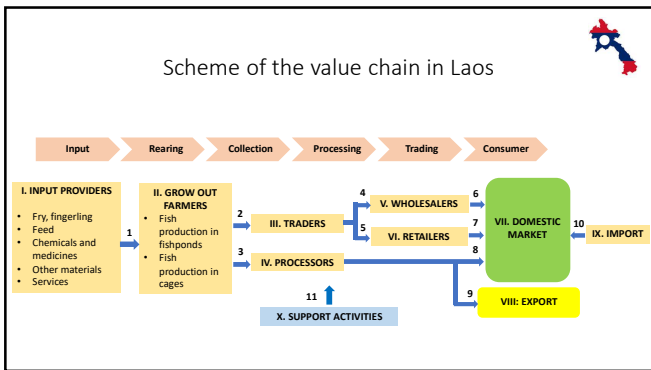 Scheme of the value chain in Laos
Input
Rearing
Collection
Processing
Trading
Consumer
I. INPUT PROVIDERS
• Fry, fingerling
• Feed
• Chemicals and
medicines
• Other materials
• Services
1
II. GROW OUT
FARMERS
• Fish
production in
fishponds
• Fish
production in
cages
2
III. TRADERS
3
IV. PROCESSORS
4
V. WHOLESALERS
5
VI. RETAILERS
6
7
8
VII. DOMESTIC
MARKET
10
IX. IMPORT
9
VIII: EXPORT
11
X. SUPPORT ACTIVITIES